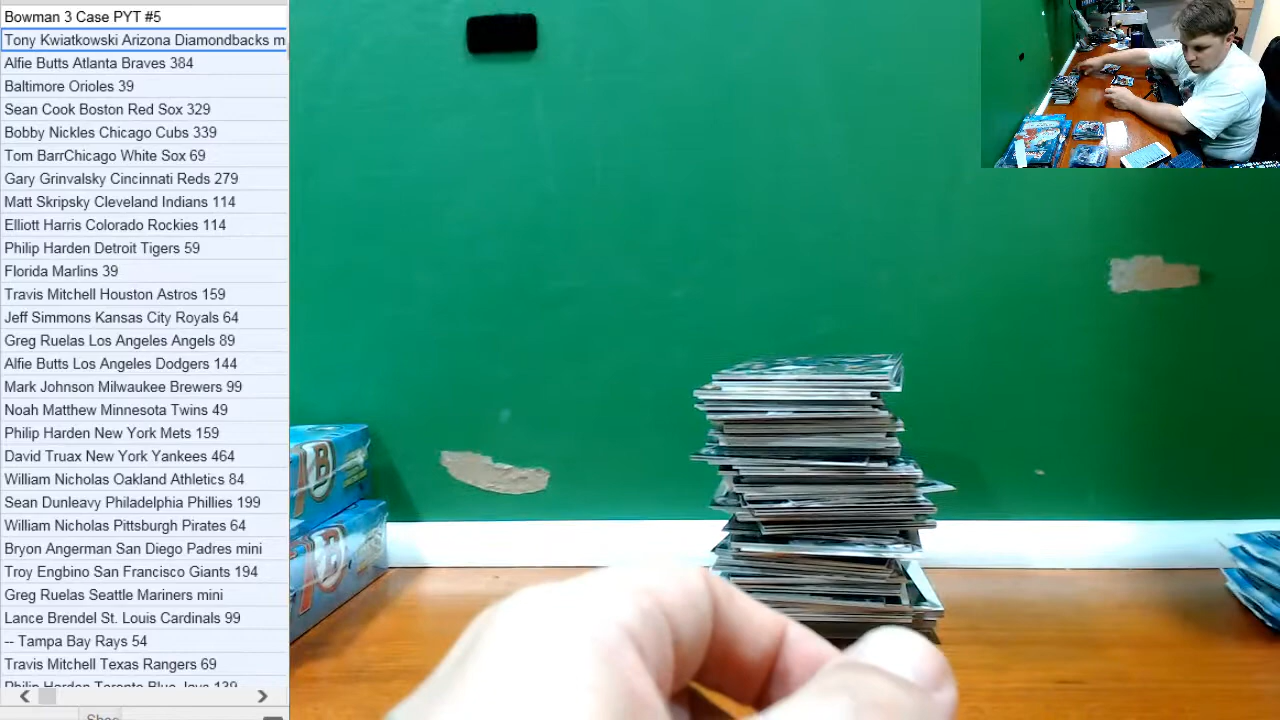 Bowman 3 Case PYT #5
Tony Kwiatkowski Arizona Diamondbacks m
Alfie Butts Atlanta Braves 384
Baltimore Orioles 39
Sean Cook Boston Red Sox 329
Bobby Nickles Chicago Cubs 339
Tom BarrChicago White Sox 69
Gary Grinvalsky Cincinnati Reds 279
Matt Skripsky Cleveland Indians 114
Elliott Harris Colorado Rockies 114
Philip Harden Detroit Tigers 59
Florida Marlins 39
Travis Mitchell Houston Astros 159
Jeff Simmons Kansas City Royals 64
Greg Ruelas Los Angeles Angels 89
Alfie Butts Los Angeles Dodgers 144
Mark Johnson Milwaukee Brewers 99
Noah Matthew Minnesota Twins 49
Philip Harden New York Mets 159
David Truax New York Yankees 464
William Nicholas Oakland Athletics 84
Sean Dunleavy Philadelphia Phillies 199
William Nicholas Pittsburgh Pirates 64
Bryon Angerman San Diego Padres mini
Troy Engbino San Francisco Giants 194
Greg Ruelas Seattle Mariners mini
Lance Brendel St. Louis Cardinals 99
-- Tampa Bay Rays 54
Travis Mitchell Texas Rangers 69
Philip Harden Toronto Blue Jays 139
B
B